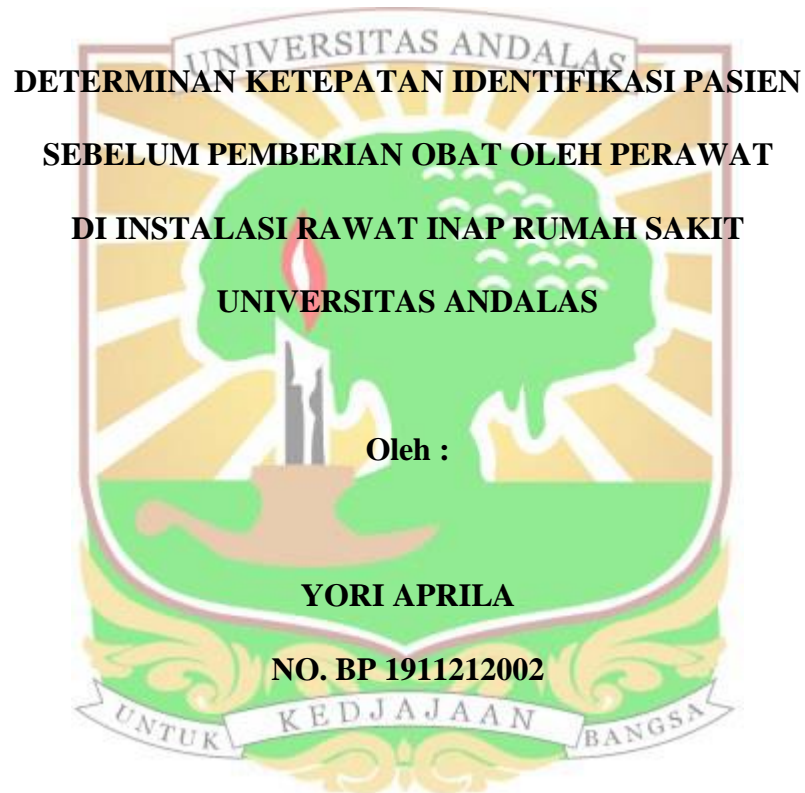 UNIVERSITAS ANDALAS
DETERMINAN KETEPATAN IDENTIFIKASI PASIEN
SEBELUM PEMBERIAN OBAT OLEH PERAWAT
DI INSTALASI RAWAT INAP RUMAH SAKIT
UNIVERSITAS ANDALAS
Oleh :
YORI APRILA
NO. BP 1911212002
UNTUK KEDJAJAAN BANGSA